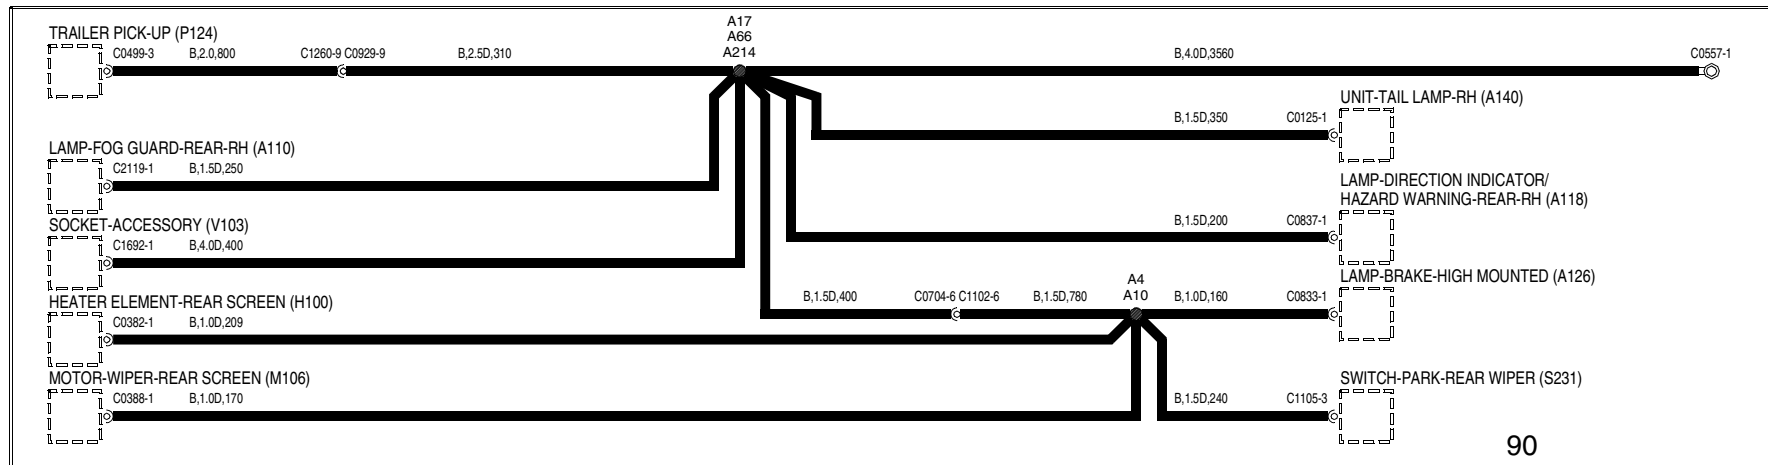 TRAILER PICK-UP (P124)
C0499-3 B,2.0,800 C1260-9 C0929-9 B,2.5D,310
A17
A66
A214
B,4.0D,3560 C0557-1
UNIT-TAIL LAMP-RH (A140)
B,1.5D,350 C0125-1
LAMP-FOG GUARD-REAR-RH (A110)
C2119-1 B,1.5D,250
LAMP-DIRECTION INDICATOR/
HAZARD WARNING-REAR-RH (A118)
B,1.5D,200 C0837-1
SOCKET-ACCESSORY (V103)
C1692-1 B,4.0D,400
LAMP-BRAKE-HIGH MOUNTED (A126)
A4
A10
B,1.5D,400 C0704-6 C1102-6 B,1.5D,780 B,1.0D,160 C0833-1
HEATER ELEMENT-REAR SCREEN (H100)
C0382-1 B,1.0D,209
MOTOR-WIPER-REAR SCREEN (M106)
C0388-1 B,1.0D,170
SWITCH-PARK-REAR WIPER (S231)
B,1.5D,240 C1105-3
90